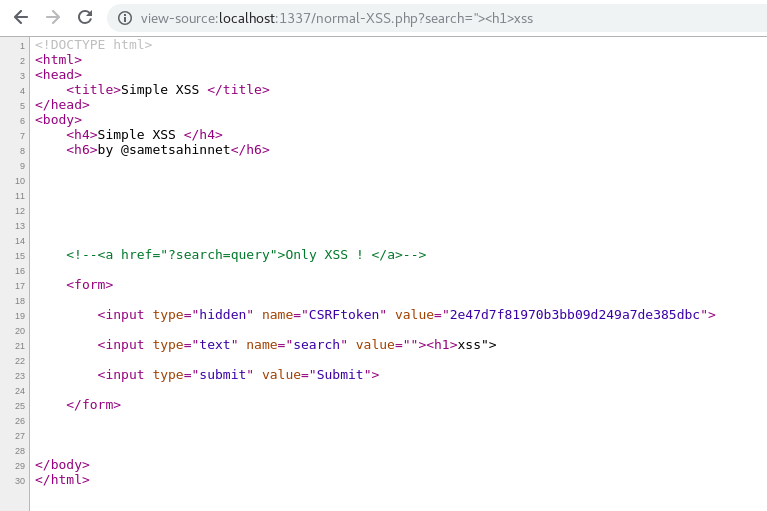 view-source:localhost:1337/normal-XSS.php?search="><h1>xss
1 <!DOCTYPE html>
2 <html>
3 <head>
4 <title>Simple XSS </title>
5 </head>
6 <body>
7 <h4>Simple XSS </h4>
8 <h6>by @sametsahinnet</h6>
9
10
11
12
13
14
15 <!--<a href="?search=query">Only XSS ! </a>-->
16
17 <form>
18
19 <input type="hidden" name="CSRFtoken" value="2e47d7f81970b3bb09d249a7de385dbc">
20
21 <input type="text" name="search" value=""><h1>xss">
22
23 <input type="submit" value="Submit">
24
25 </form>
26
27
28
29 </body>
30 </html>